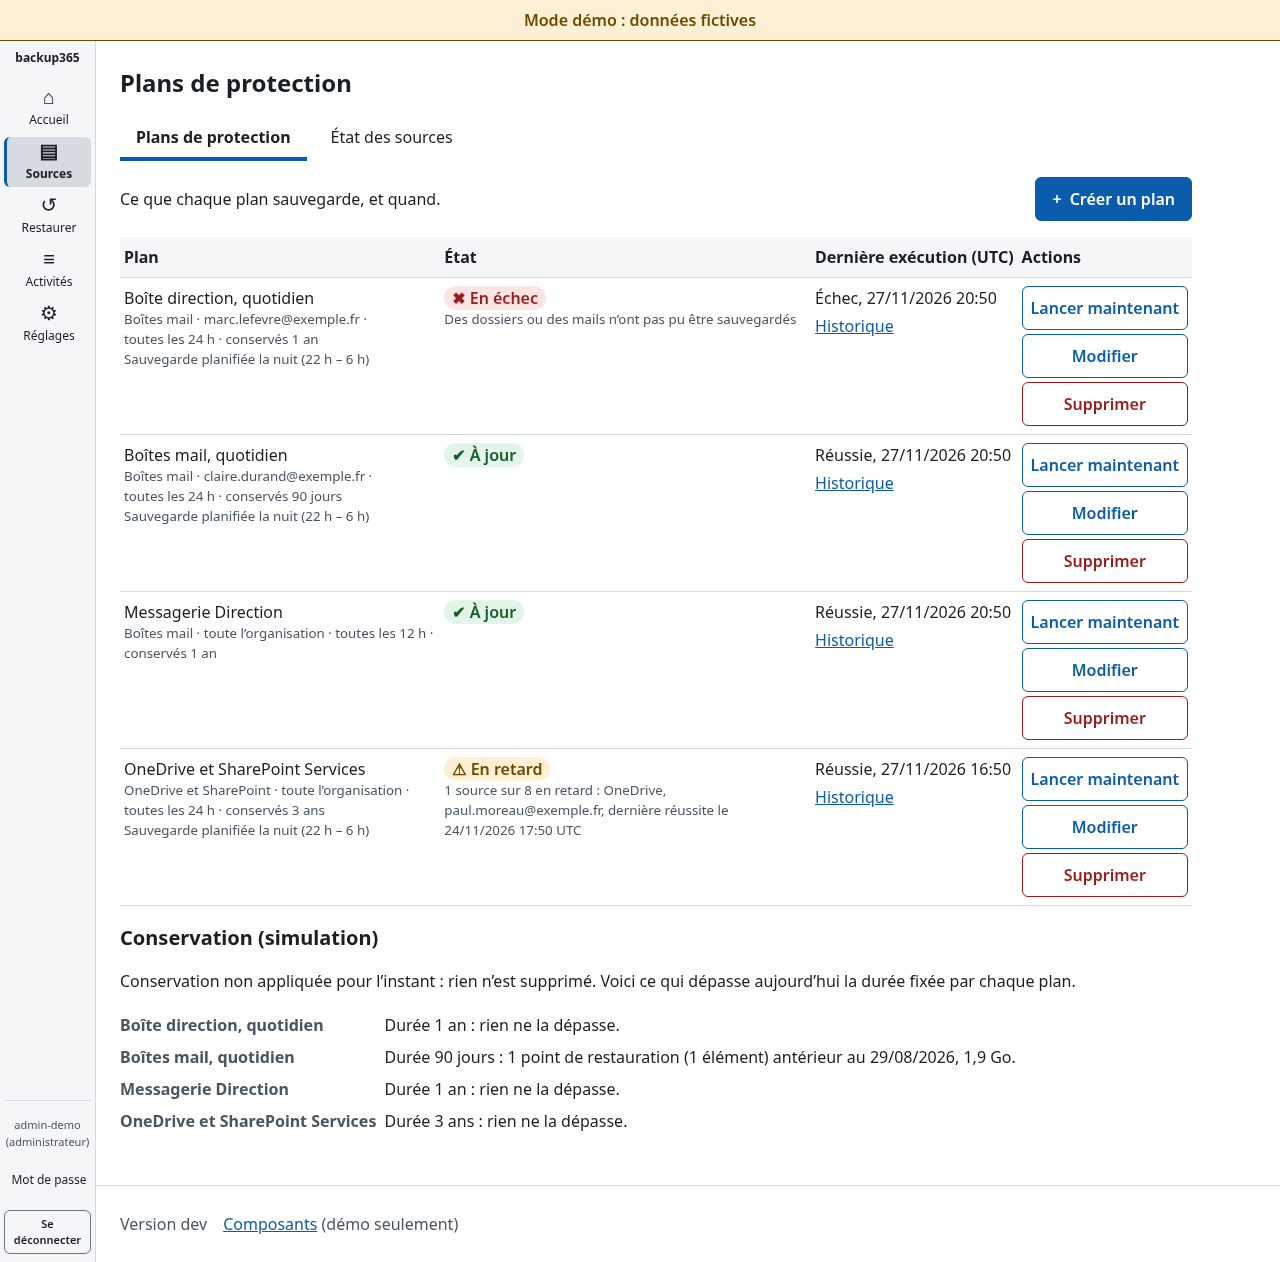 Mode démo : données fictives
backup365
Accueil
Sources
Restaurer
Activités
Réglages
admin-demo
(administrateur)
Mot de passe
Se
déconnecter
Plans de protection
Plans de protection
État des sources
Ce que chaque plan sauvegarde, et quand.
+ Créer un plan
Plan
État
Dernière exécution (UTC)
Actions
Boîte direction, quotidien
Boîtes mail · marc.lefevre@exemple.fr ·
toutes les 24 h · conservés 1 an
Sauvegarde planifiée la nuit (22 h – 6 h)
✖ En échec
Des dossiers ou des mails n’ont pas pu être sauvegardés
Échec, 27/11/2026 20:50
Historique
Lancer maintenant
Modifier
Supprimer
Boîtes mail, quotidien
Boîtes mail · claire.durand@exemple.fr ·
toutes les 24 h · conservés 90 jours
Sauvegarde planifiée la nuit (22 h – 6 h)
✔ À jour
Réussie, 27/11/2026 20:50
Historique
Lancer maintenant
Modifier
Supprimer
Messagerie Direction
Boîtes mail · toute l’organisation · toutes les 12 h ·
conservés 1 an
✔ À jour
Réussie, 27/11/2026 20:50
Historique
Lancer maintenant
Modifier
Supprimer
OneDrive et SharePoint Services
OneDrive et SharePoint · toute l’organisation ·
toutes les 24 h · conservés 3 ans
Sauvegarde planifiée la nuit (22 h – 6 h)
⚠ En retard
1 source sur 8 en retard : OneDrive,
paul.moreau@exemple.fr, dernière réussite le
24/11/2026 17:50 UTC
Réussie, 27/11/2026 16:50
Historique
Lancer maintenant
Modifier
Supprimer
Conservation (simulation)
Conservation non appliquée pour l’instant : rien n’est supprimé. Voici ce qui dépasse aujourd’hui la durée fixée par chaque plan.
Boîte direction, quotidien Durée 1 an : rien ne la dépasse.
Boîtes mail, quotidien Durée 90 jours : 1 point de restauration (1 élément) antérieur au 29/08/2026, 1,9 Go.
Messagerie Direction Durée 1 an : rien ne la dépasse.
OneDrive et SharePoint Services Durée 3 ans : rien ne la dépasse.
Version dev Composants (démo seulement)